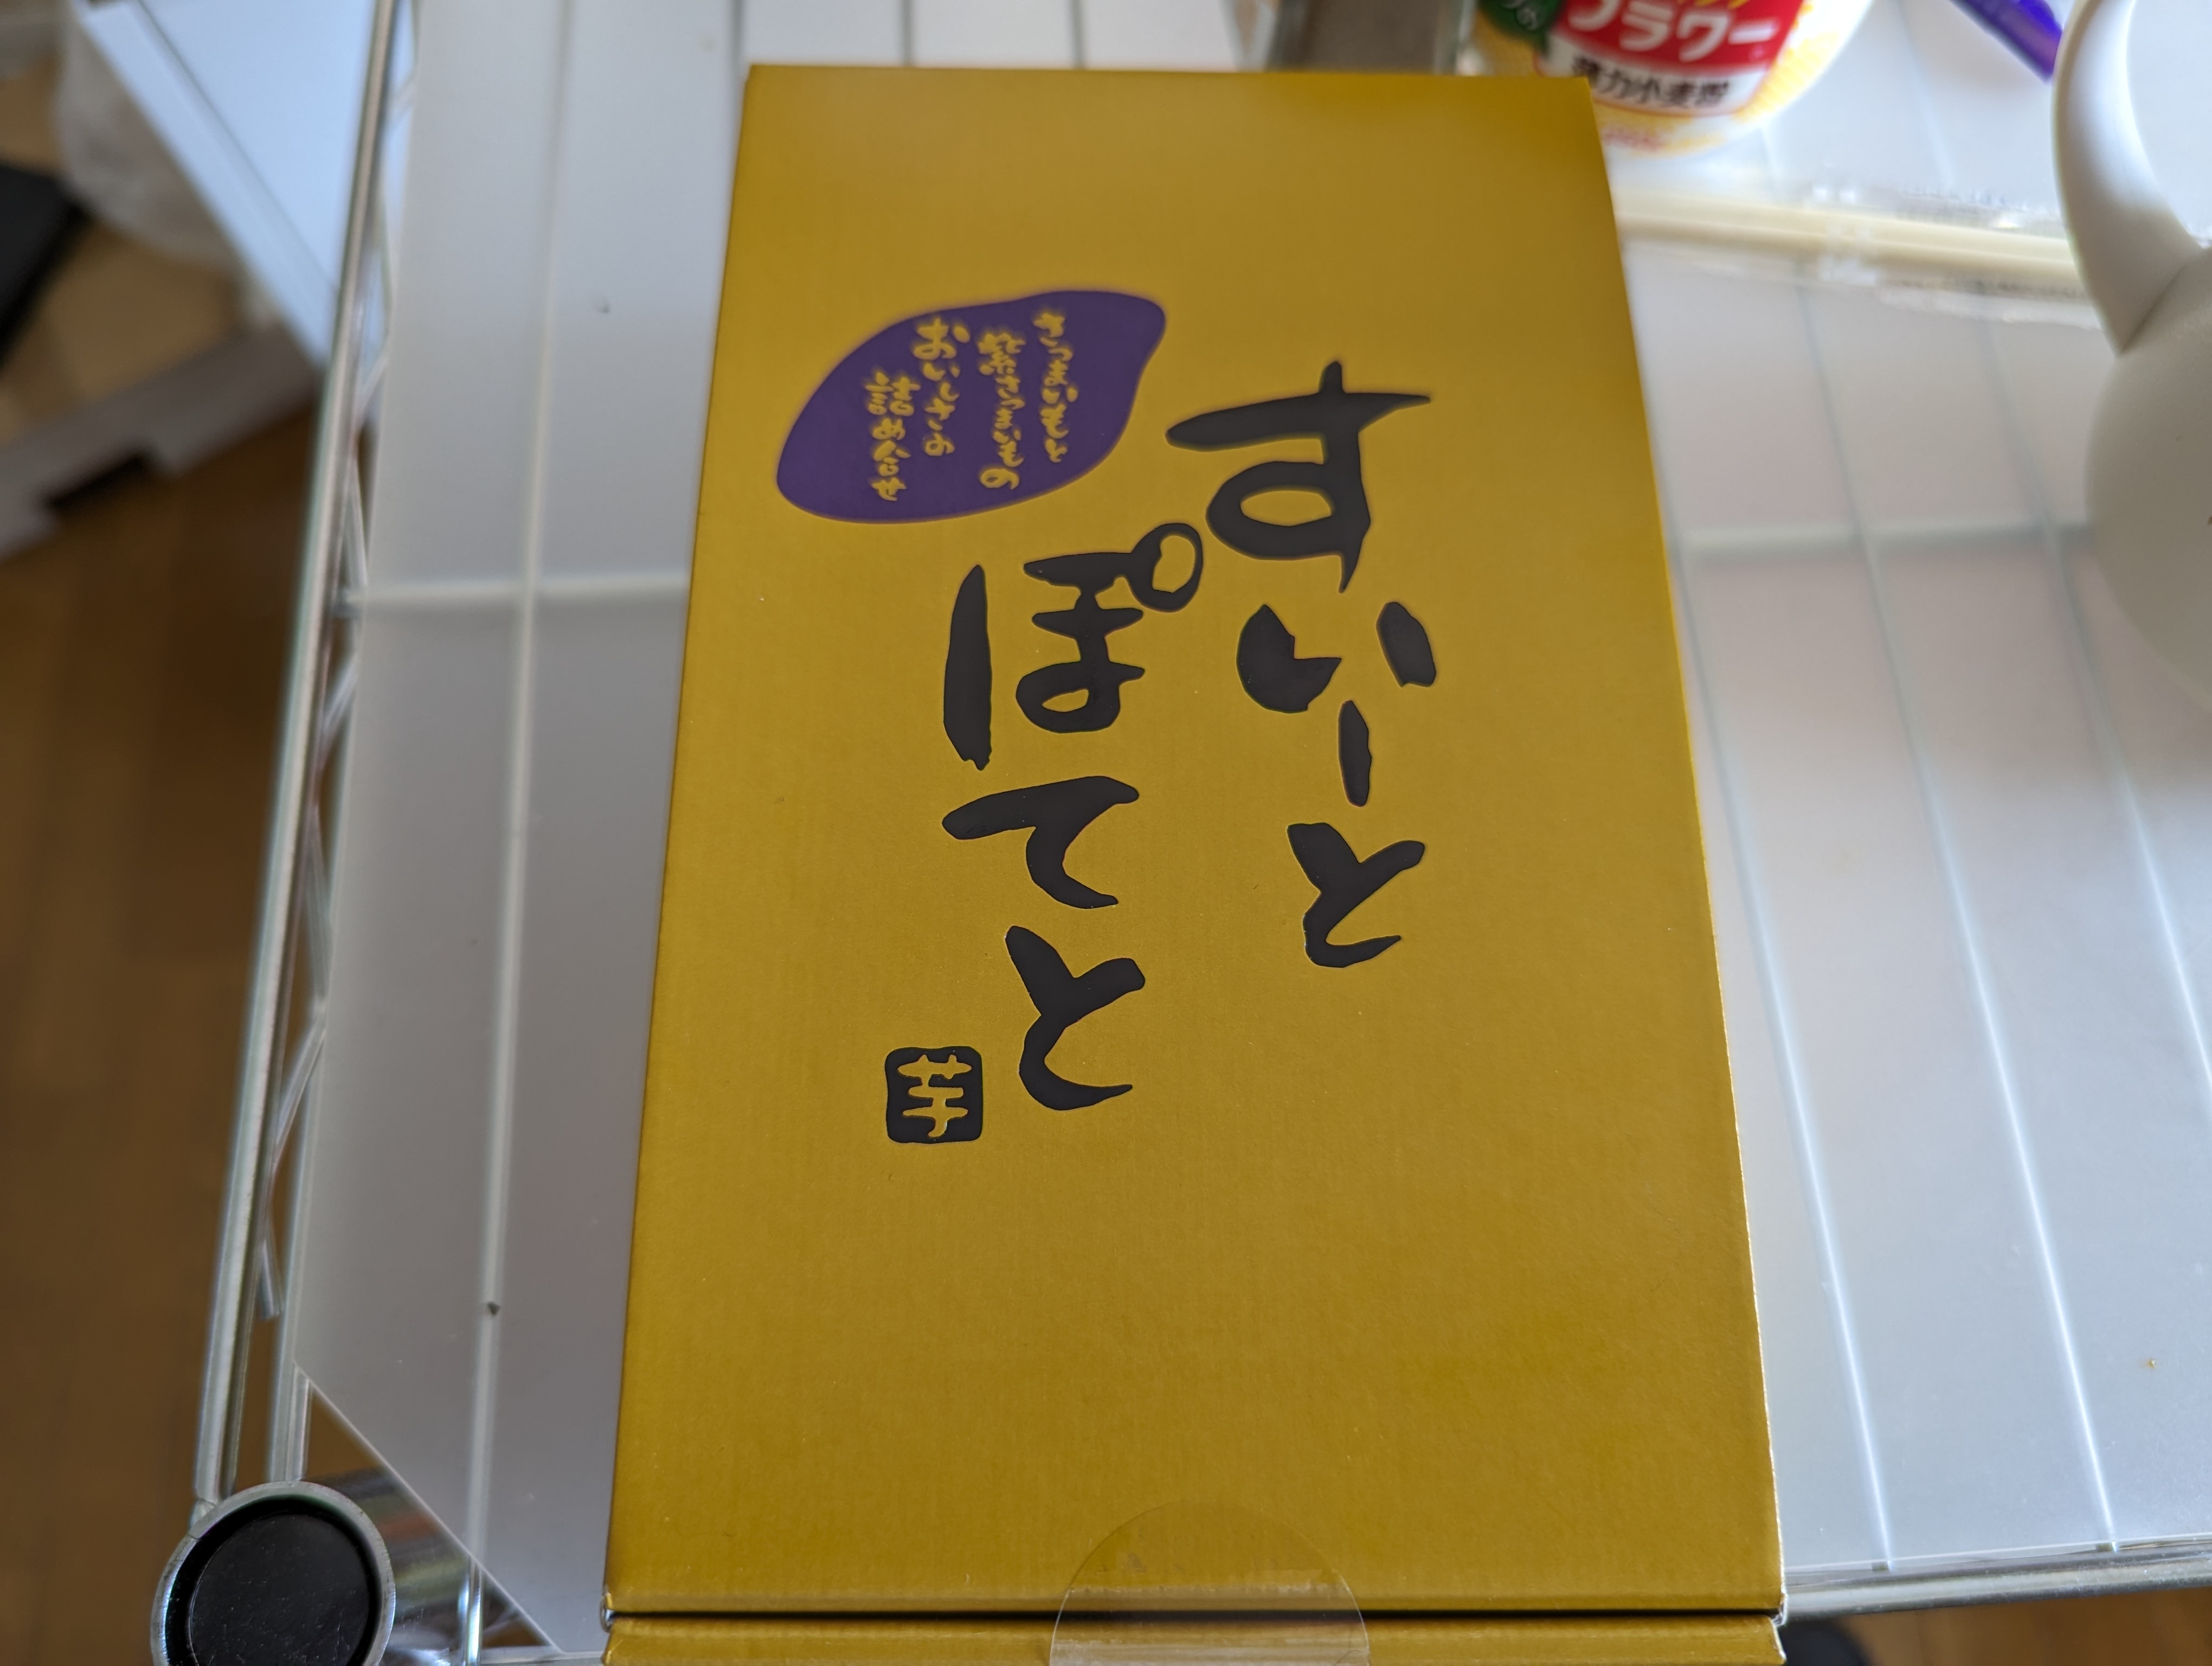 すいーと
ぽてと
芋
さつまいもと
紫さつまいもの
おいしさの
詰め合せ
フラワー
薄力小麦粉